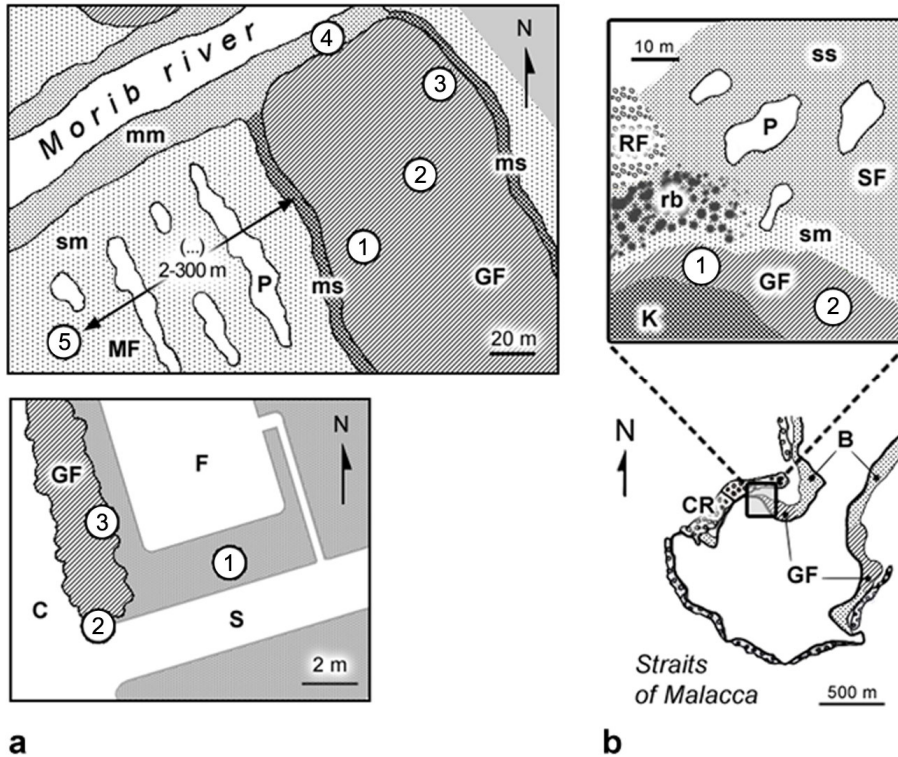 Morib river
N
4
3
mm
ms
2
sm
(...)
2-300 m
1
P
ms
GF
5
MF
20 m
10 m
ss
P
RF
SF
rb
sm
1
GF
2
K
GF
F
N
3
1
C
2
S
2 m
N
B
CR
GF
Straits
of Malacca
500 m
a
b